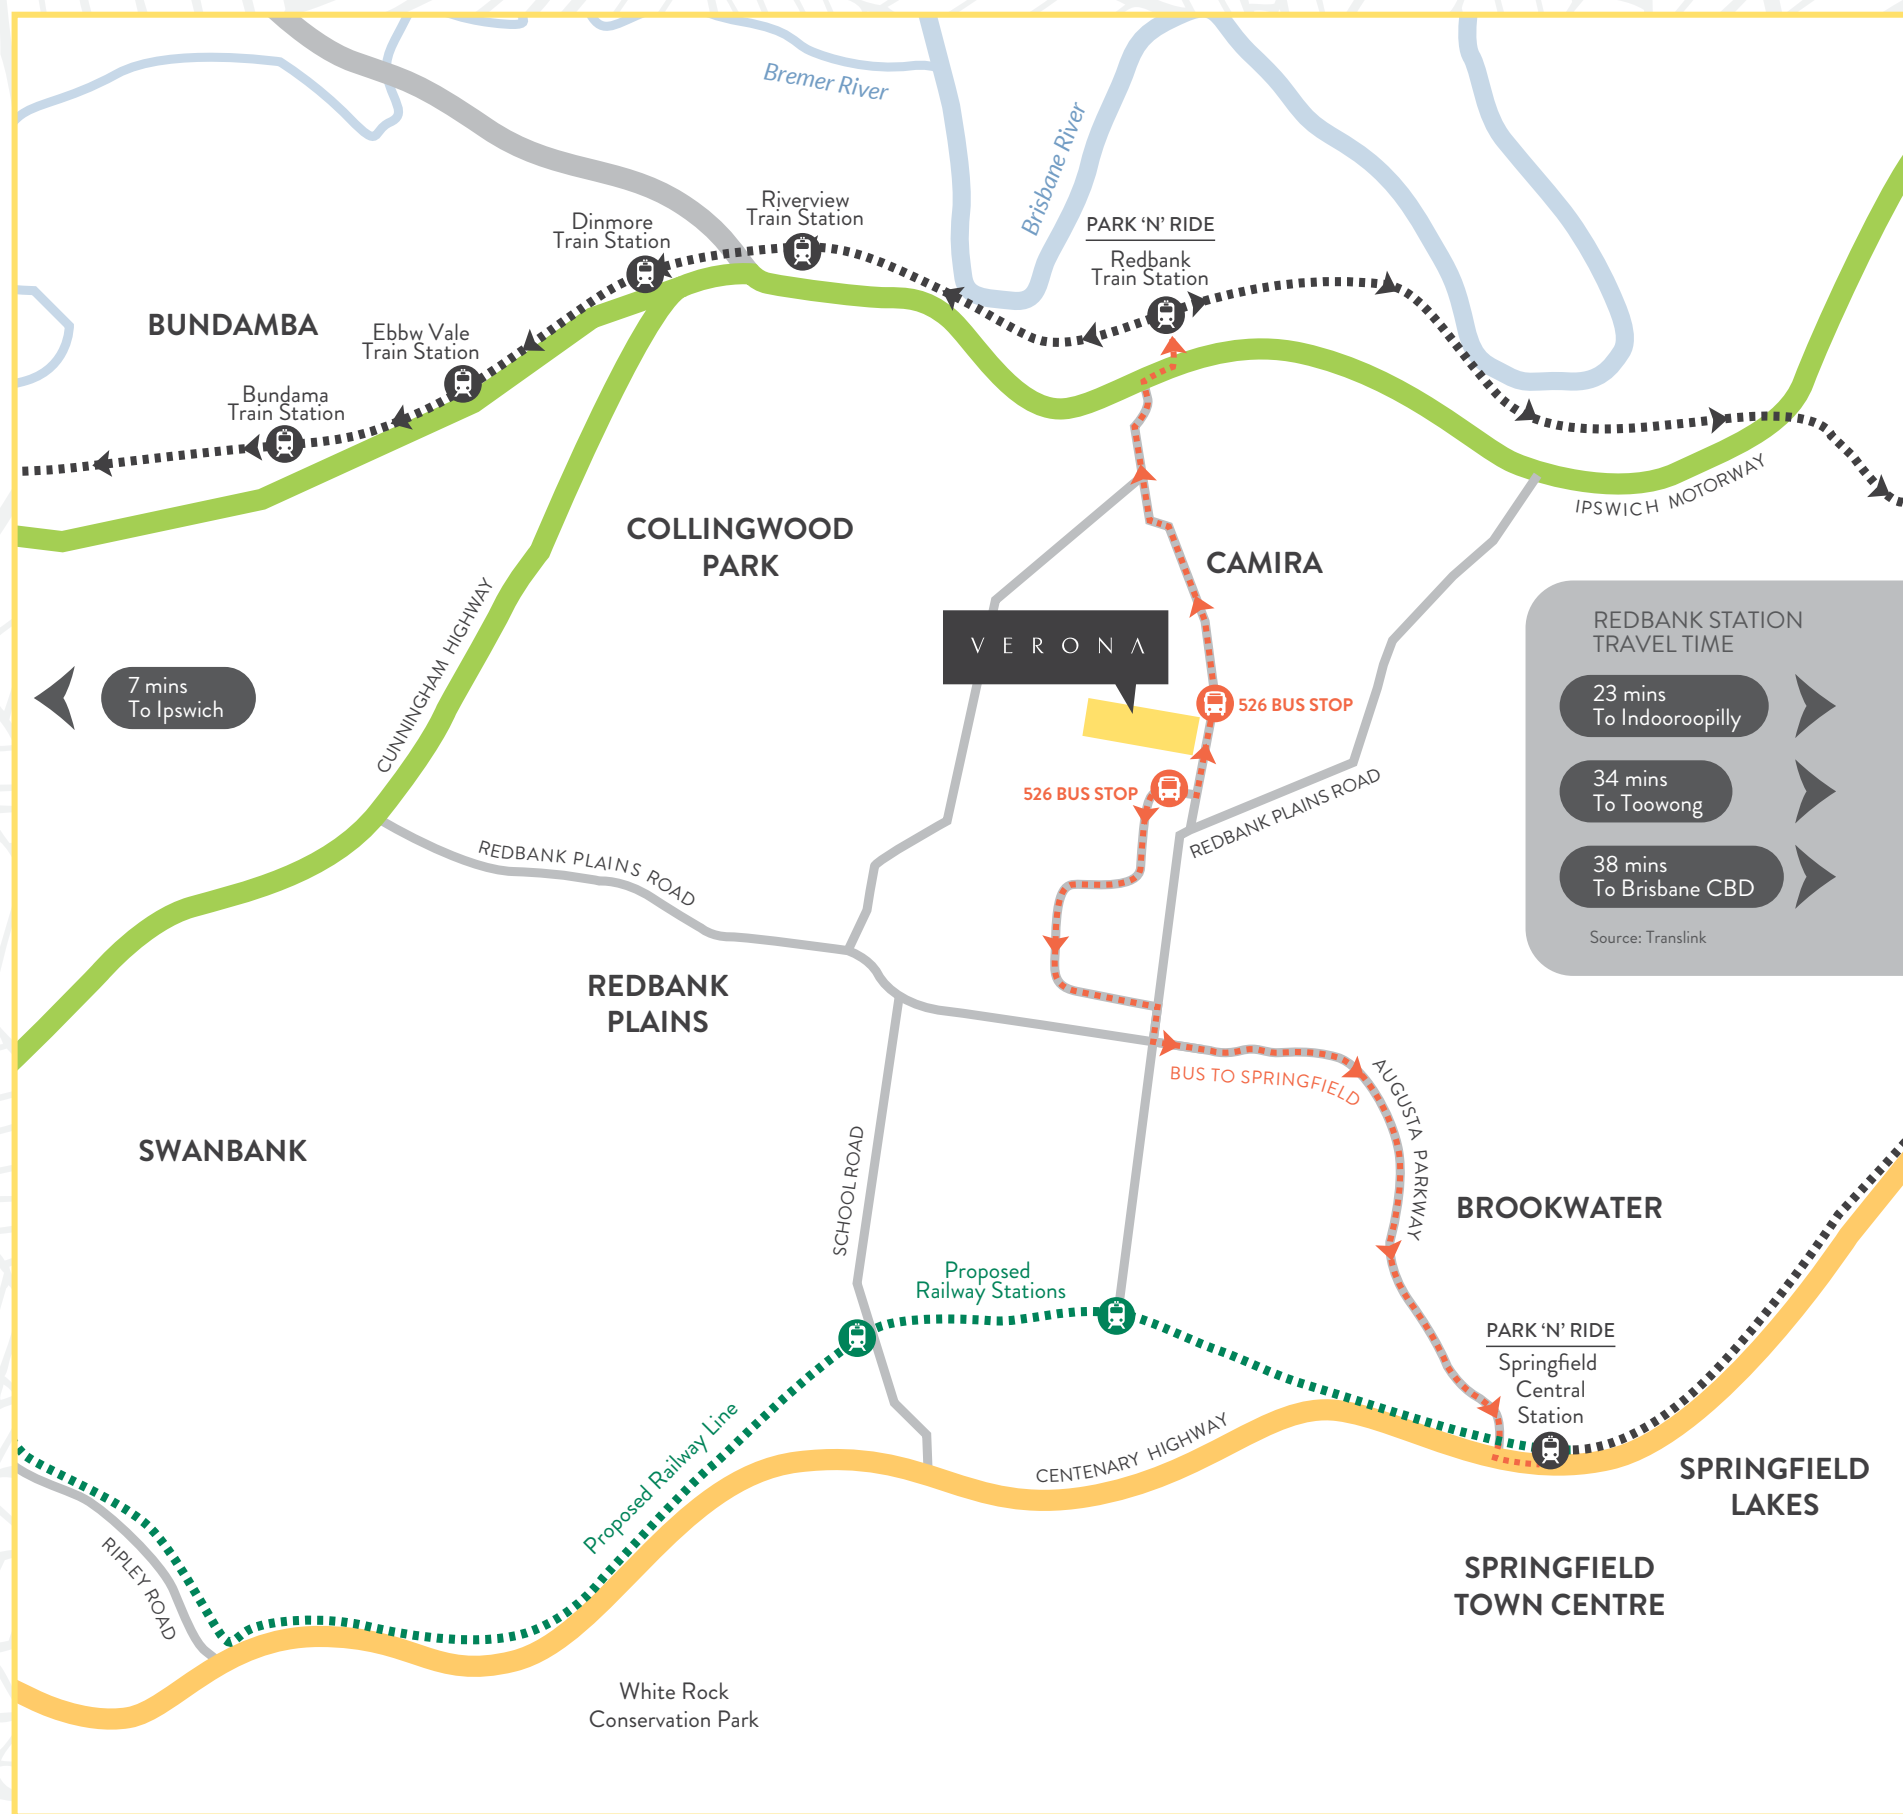 Bremer River
Brisbane River
Riverview
Train Station
Dinmore
Train Station
PARK ‘N’ RIDE
Redbank
Train Station
BUNDAMBA
Ebbw Vale
Train Station
Bundama
Train Station
IPSWICH MOTORWAY
COLLINGWOOD
PARK
CAMIRA
CUNNINGHAM HIGHWAY
VERONA
7 mins
To Ipswich
526 BUS STOP
526 BUS STOP
REDBANK PLAINS ROAD
REDBANK STATION
TRAVEL TIME
23 mins
To Indooroopilly
34 mins
To Toowong
38 mins
To Brisbane CBD
Source: Translink
REDBANK PLAINS ROAD
REDBANK
PLAINS
BUS TO SPRINGFIELD
AUGUSTA PARKWAY
SWANBANK
SCHOOL ROAD
BROOKWATER
Proposed
Railway Stations
PARK ‘N’ RIDE
Springfield
Central
Station
Proposed Railway Line
CENTENARY HIGHWAY
SPRINGFIELD
LAKES
RIPLEY ROAD
SPRINGFIELD
TOWN CENTRE
White Rock
Conservation Park